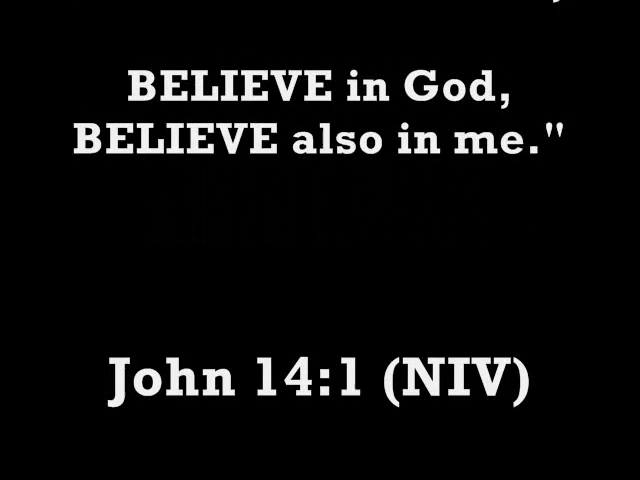 BELIEVE in God,
BELIEVE also in me."
John 14:1 (NIV)